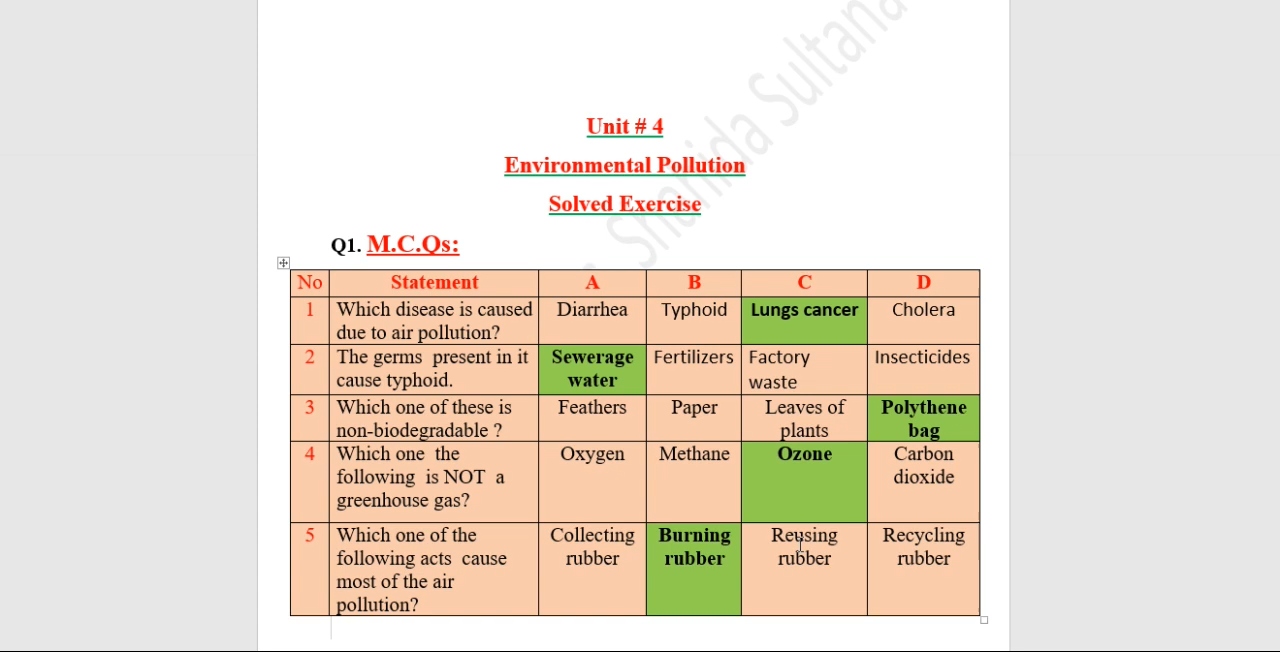 Shahida Sultana
Unit # 4
Environmental Pollution
Solved Exercise
Q1. M.C.Qs:
No Statement A B C D
1 Which disease is caused Diarrhea Typhoid Lungs cancer Cholera
due to air pollution?
2 The germs present in it Sewerage Fertilizers Factory Insecticides
cause typhoid. water waste
3 Which one of these is Feathers Paper Leaves of Polythene
non-biodegradable ? plants bag
4 Which one the Oxygen Methane Ozone Carbon
following is NOT a dioxide
greenhouse gas?
5 Which one of the Collecting Burning Reusing Recycling
following acts cause rubber rubber rubber rubber
most of the air
pollution?